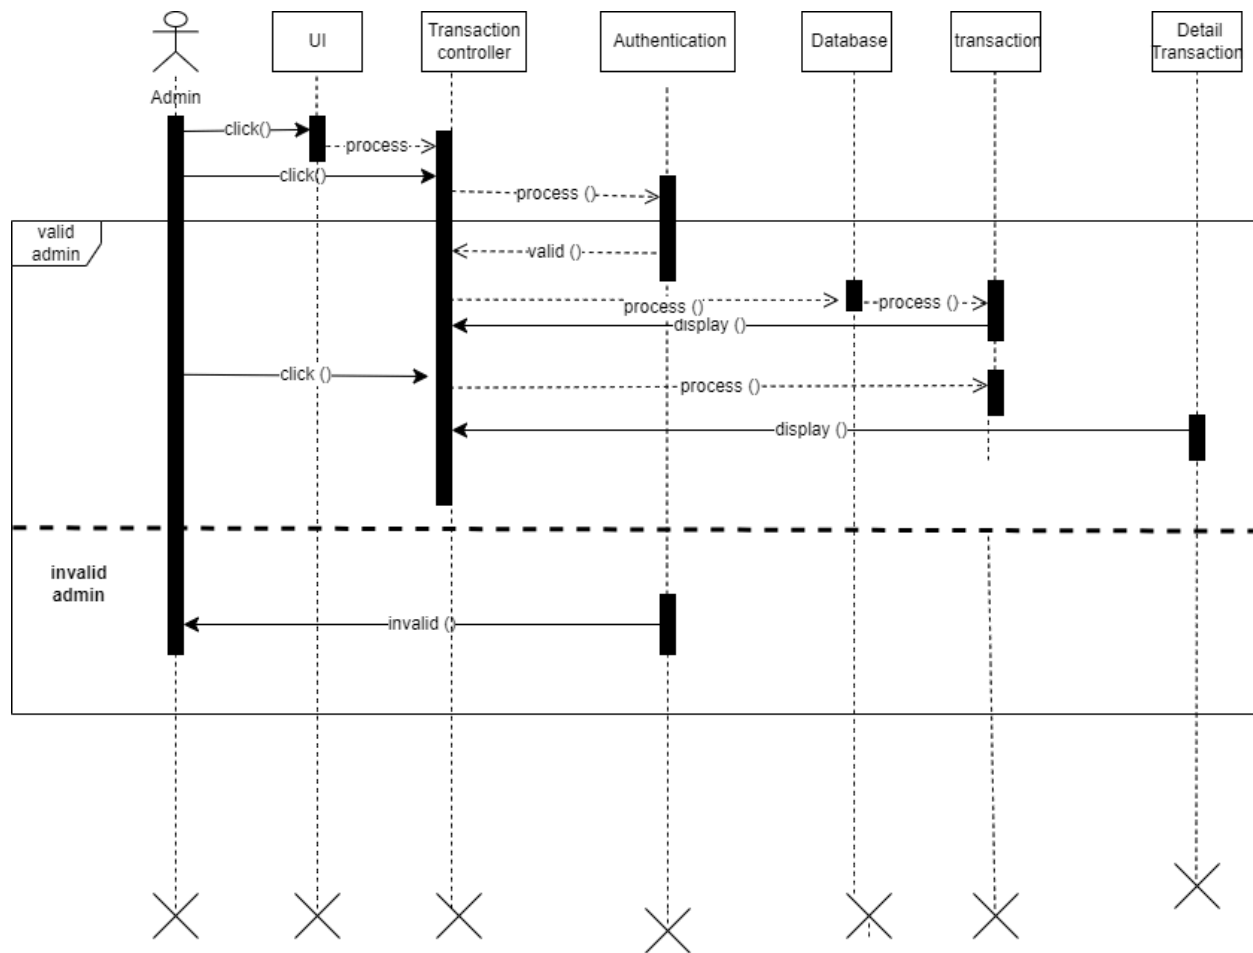 UI
Transaction
controller
Authentication
Database
transaction
Detail
Transaction
Admin
click()
process
click()
process ()
valid
admin
valid ()
process ()
process ()
display ()
click ()
process ()
display ()
invalid
admin
invalid ()